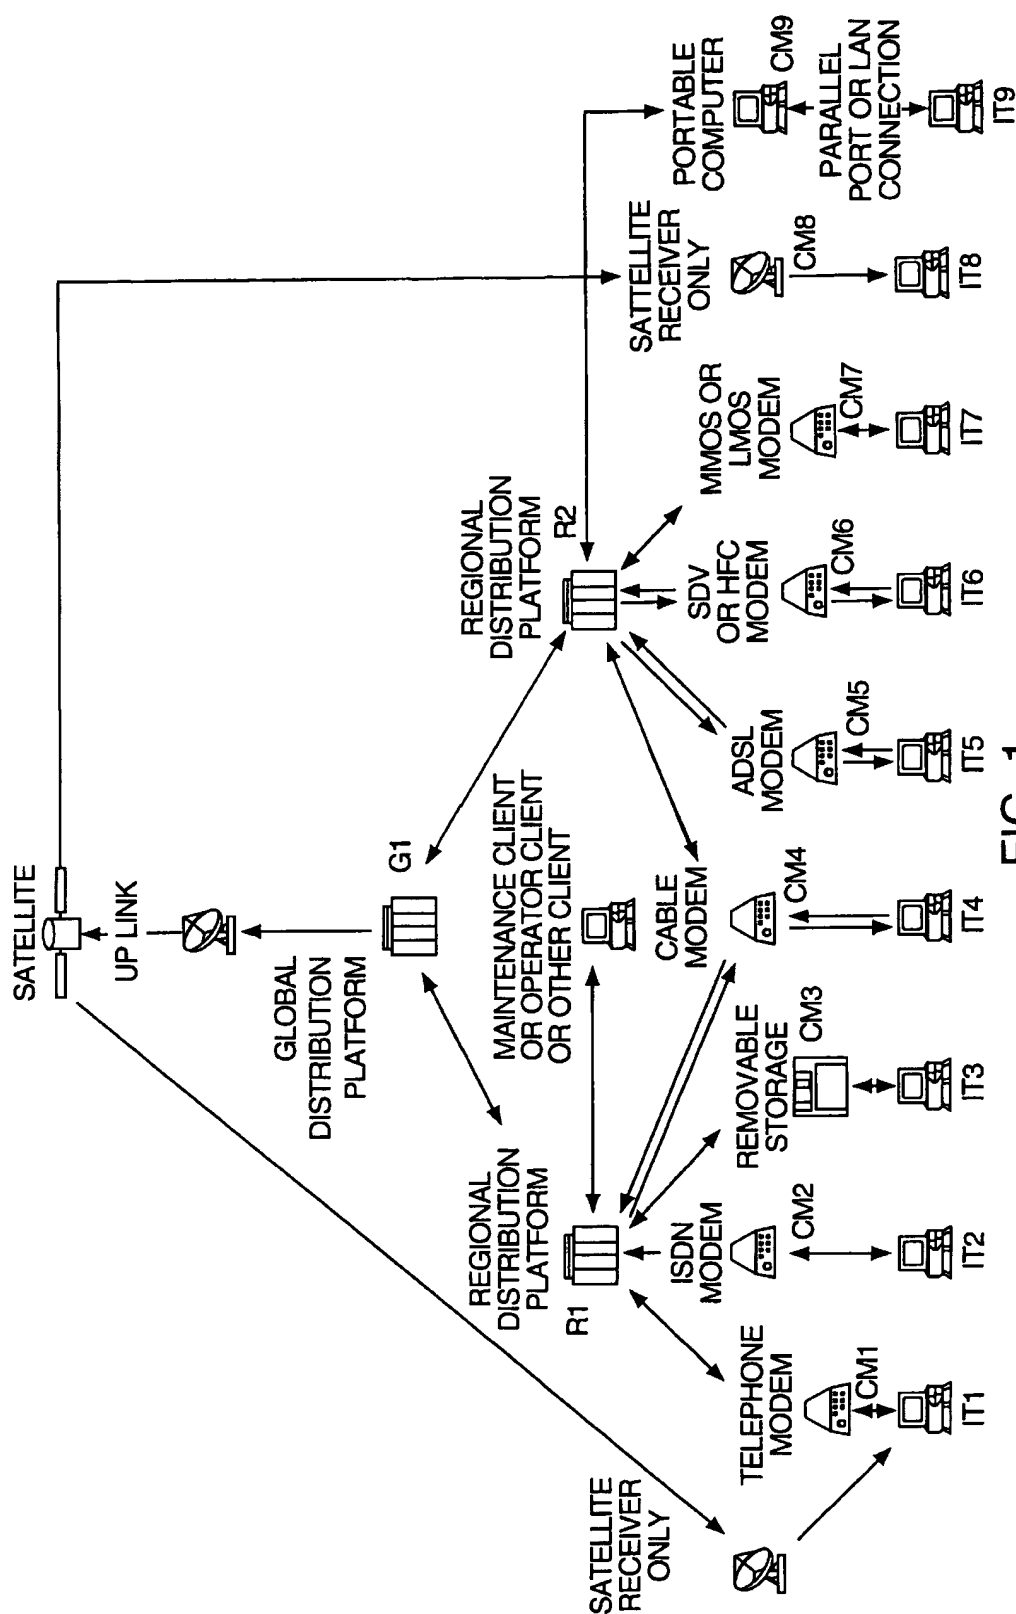 SATELLITE
UP LINK
GLOBAL
DISTRIBUTION
PLATFORM
G1
REGIONAL
DISTRIBUTION
PLATFORM
R1
MAINTENANCE CLIENT
OR OPERATOR CLIENT
OR OTHER CLIENT
REGIONAL
DISTRIBUTION
PLATFORM
R2
SATELLITE
RECEIVER
ONLY
TELEPHONE
MODEM
CM1
IT1
ISDN
MODEM
CM2
IT2
REMOVABLE
STORAGE
CM3
IT3
CABLE
MODEM
CM4
IT4
ADSL
MODEM
CM5
IT5
SDV
OR HFC
MODEM
CM6
IT6
MMOS OR
LMOS
MODEM
CM7
IT7
SATTELLITE
RECEIVER
ONLY
CM8
IT8
PORTABLE
COMPUTER
CM9
PARALLEL
PORT OR LAN
CONNECTION
IT9